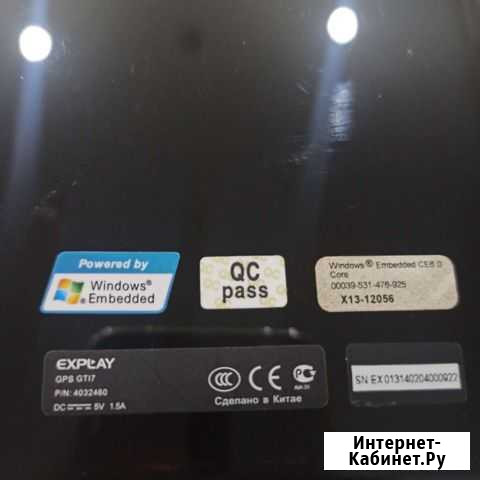 Powered by
Windows®
Embedded
QC
pass
Windows® Embedded CE6.0
Core
00039-531-476-925
X13-12056
EXPLAY
GPS GTI7
P/N: 4032460
DC 5V 1.5A
Сделано в Китае
SN:EX013140204000922
Интернет-
Кабинет.Ру